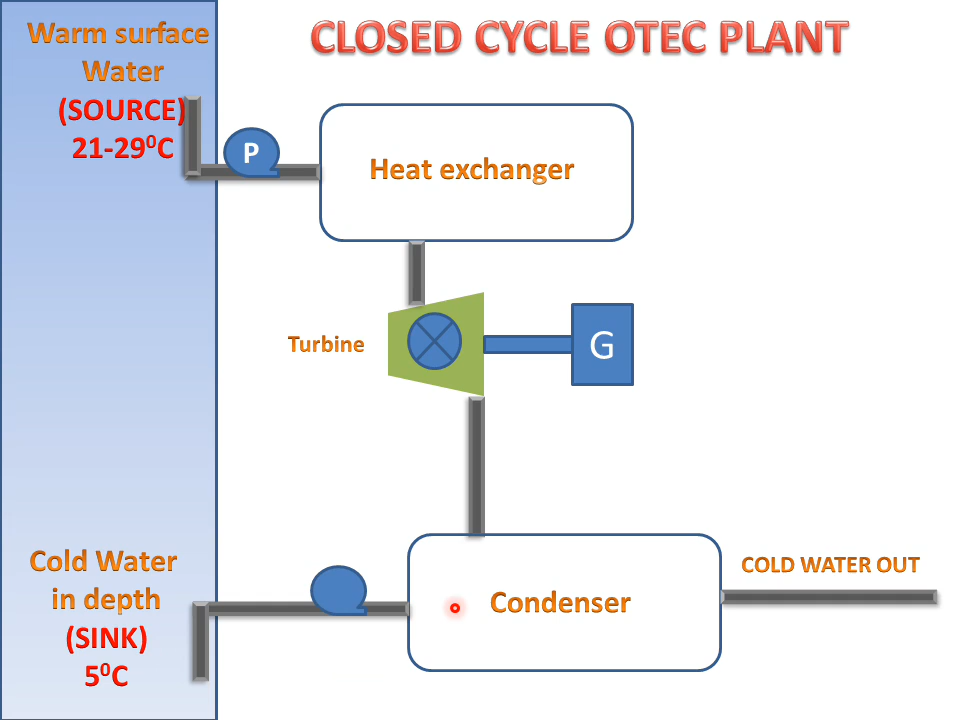 CLOSED CYCLE OTEC PLANT
Warm surface
Water
(SOURCE)
21-29⁰C
P
Heat exchanger
Turbine
G
Cold Water
in depth
(SINK)
5⁰C
Condenser
COLD WATER OUT